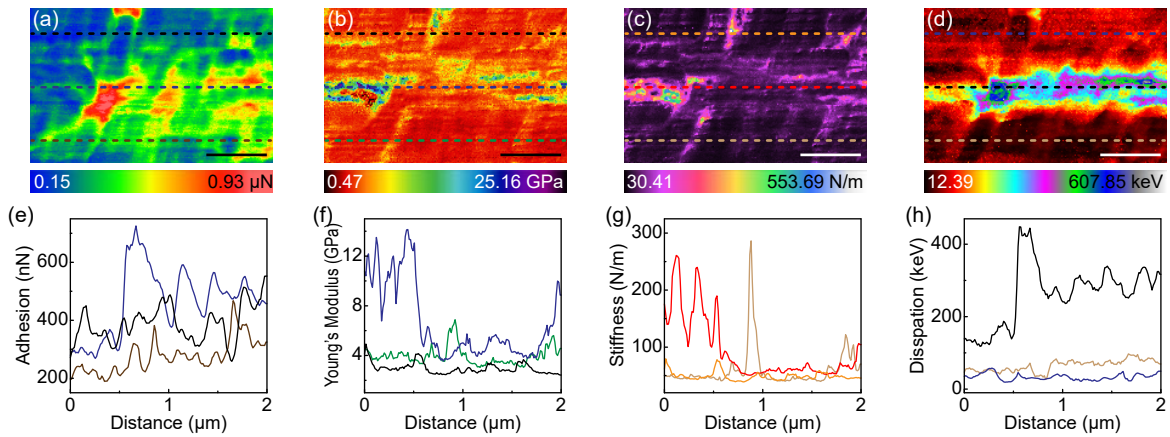 (a)
(b)
(c)
(d)
0.15 0.93 µN
0.47 25.16 GPa
30.41 553.69 N/m
12.39 607.85 keV
(e)
Adhesion (nN)
600
400
200
0 1 2
Distance (µm)
(f)
Young's Modulus (GPa)
12
8
4
0 1 2
Distance (µm)
(g)
Stiffness (N/m)
300
200
100
0 1 2
Distance (µm)
(h)
Disspation (keV)
400
200
0
0 1 2
Distance (µm)